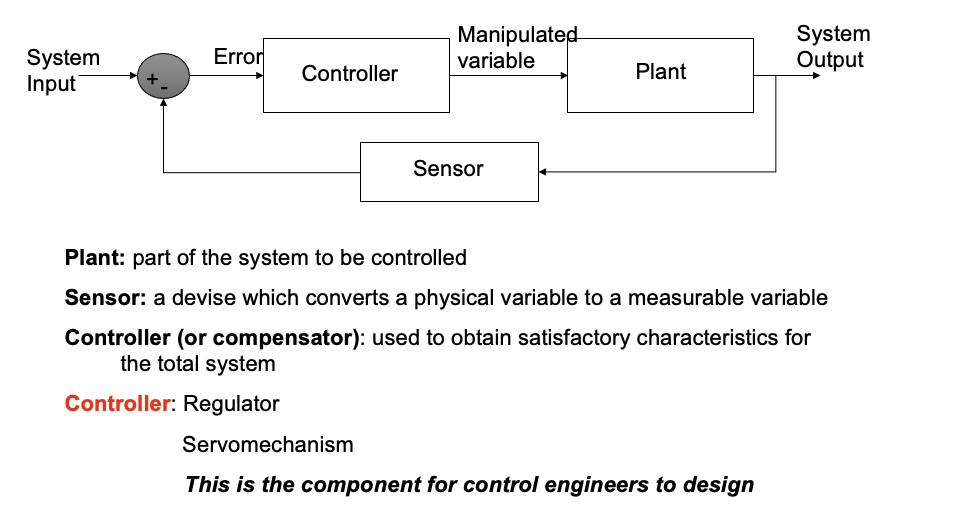 System
Input
+
-
Error
Controller
Manipulated
variable
Plant
System
Output
Sensor
Plant: part of the system to be controlled
Sensor: a devise which converts a physical variable to a measurable variable
Controller (or compensator): used to obtain satisfactory characteristics for
the total system
Controller: Regulator
Servomechanism
This is the component for control engineers to design